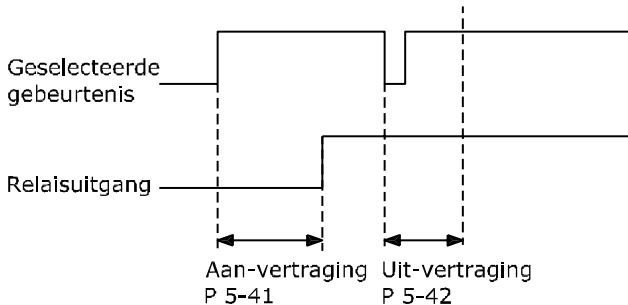 Geselecteerde
gebeurtenis
Relaisuitgang
Aan-vertraging
P 5-41
Uit-vertraging
P 5-42